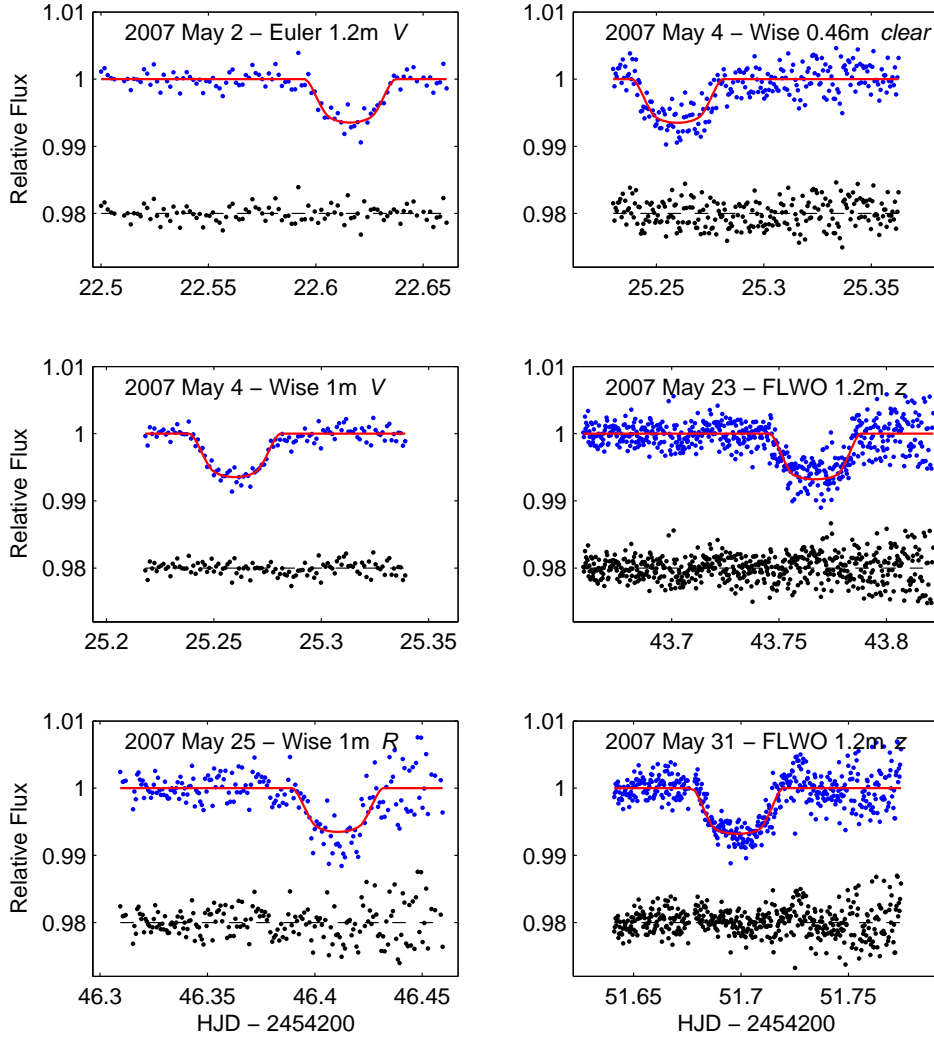 2007 May 2 – Euler 1.2m V
1.01
1
0.99
0.98
Relative Flux
22.5 22.55 22.6 22.65
2007 May 4 – Wise 0.46m clear
1.01
1
0.99
0.98
25.25 25.3 25.35
2007 May 4 – Wise 1m V
1.01
1
0.99
0.98
Relative Flux
25.2 25.25 25.3 25.35
2007 May 23 – FLWO 1.2m z
1.01
1
0.99
0.98
43.7 43.75 43.8
2007 May 25 – Wise 1m R
1.01
1
0.99
0.98
Relative Flux
46.3 46.35 46.4 46.45
HJD – 2454200
2007 May 31 – FLWO 1.2m z
1.01
1
0.99
0.98
51.65 51.7 51.75
HJD – 2454200